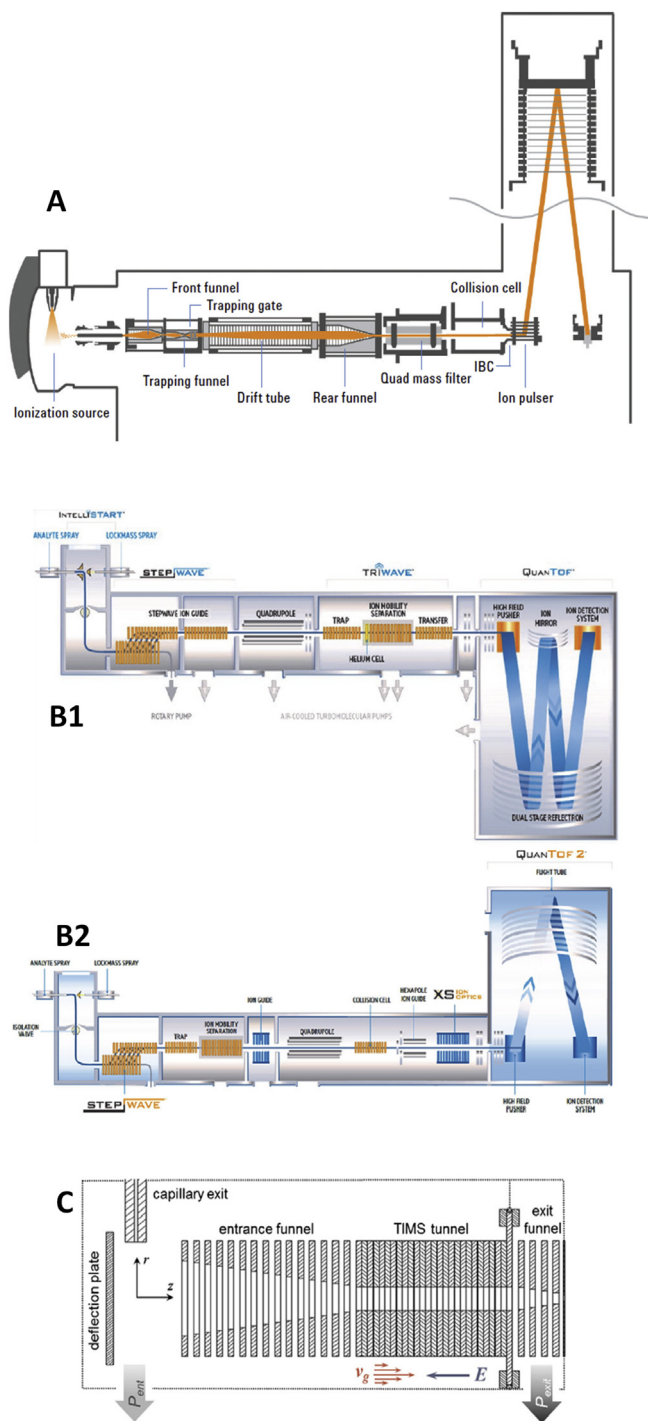 A
Front funnel
Trapping gate
Collision cell
Ionization source
Trapping funnel
Drift tube
Rear funnel
Quad mass filter
IBC
Ion pulser
INTELLISTART
ANALYTE SPRAY
LOCKMASS SPRAY
STEPWAVE
TRIWAVE
QUANTOF
STEPWAVE ION GUIDE
QUADRUPOLE
TRAP
ION MOBILITY
SEPARATION
TRANSFER
HELIUM CELL
HIGH FIELD
PUSHER
ION
MIRROR
ION DETECTION
SYSTEM
B1
ROTARY PUMP
AIR-COOLED TURBOMOLECULAR PUMPS
DUAL STAGE REFLECTRON
QUANTOF 2
FLIGHT TUBE
B2
ANALYTE SPRAY
LOCKMASS SPRAY
ISOLATION
VALVE
TRAP
ION MOBILITY
SEPARATION
ION GUIDE
QUADRUPOLE
COLLISION CELL
HEXAPOLE
ION GUIDE
XS ION
OPTICS
STEPWAVE
HIGH FIELD
PUSHER
ION DETECTION
SYSTEM
C
capillary exit
entrance funnel
TIMS tunnel
exit
funnel
deflection plate
r
z
vg
E
Pent
Pexit